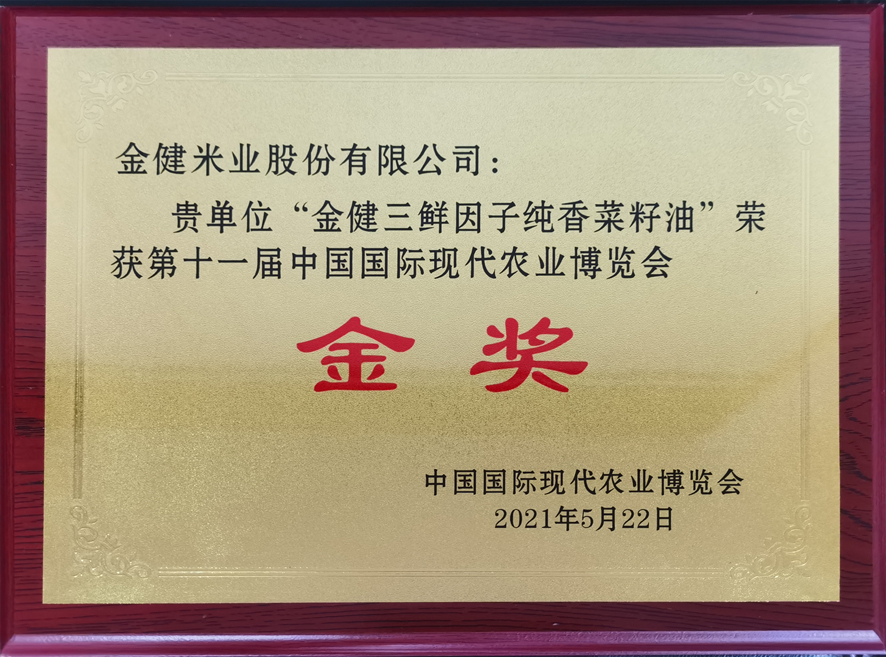 金健米业股份有限公司：
贵单位“金健三鲜因子纯香菜籽油”荣
获第十一届中国国际现代农业博览会
金奖
中国国际现代农业博览会
2021年5月22日